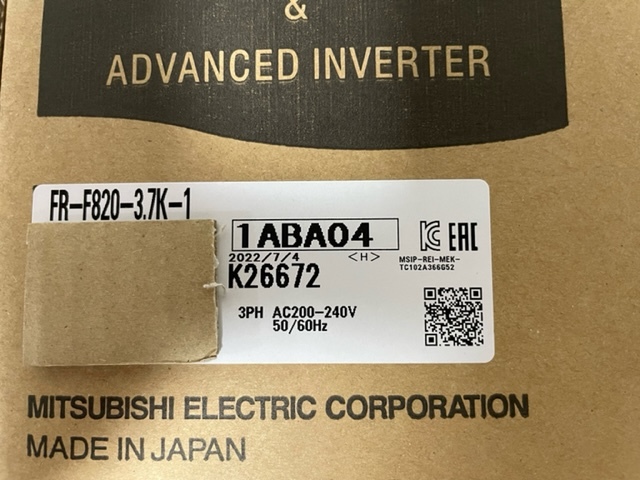 &
ADVANCED INVERTER
FR-F820-3.7K-1
1ABA04
2022/7/4 <H>
K26672
3PH AC200-240V
50/60Hz
EAC
MSIP-REI-MEK-
TC102A366G52
MITSUBISHI ELECTRIC CORPORATION
MADE IN JAPAN